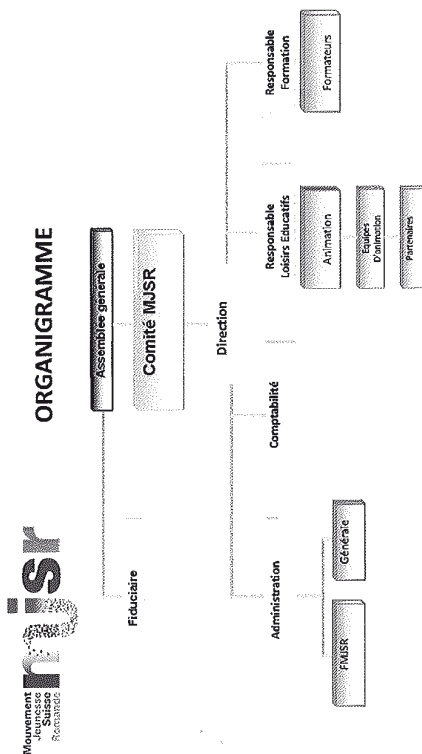 Mouvement
Jeunesse
Suisse
Romande
mjsr
ORGANIGRAMME
Assemblée générale
Fiduciaire
Comité MJSR
Direction
Administration
Comptabilité
Responsable
Loisirs Educatifs
Responsable
Formation
FMJSR
Générale
Animation
Formateurs
Equipes
D'animation
Partenaires